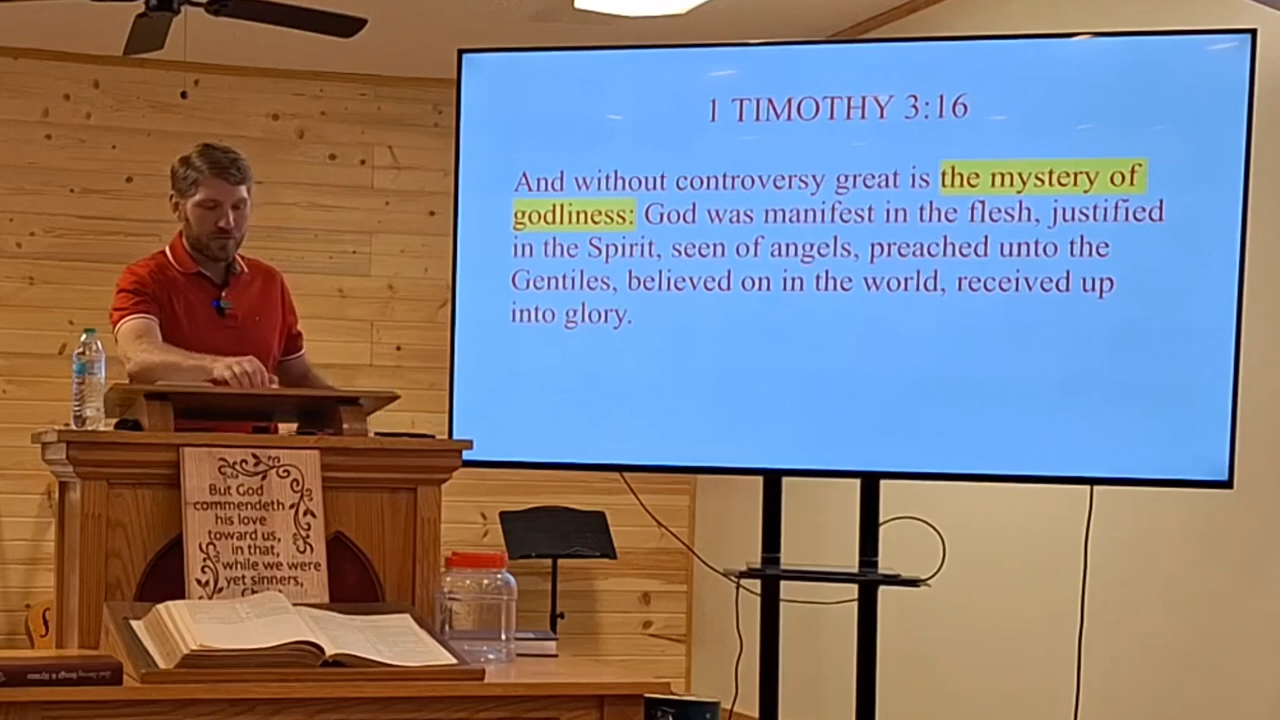 1 TIMOTHY 3:16
And without controversy great is the mystery of
godliness: God was manifest in the flesh, justified
in the Spirit, seen of angels, preached unto the
Gentiles, believed on in the world, received up
into glory.
But God
commendeth
his love
toward us,
in that,
while we were
yet sinners,